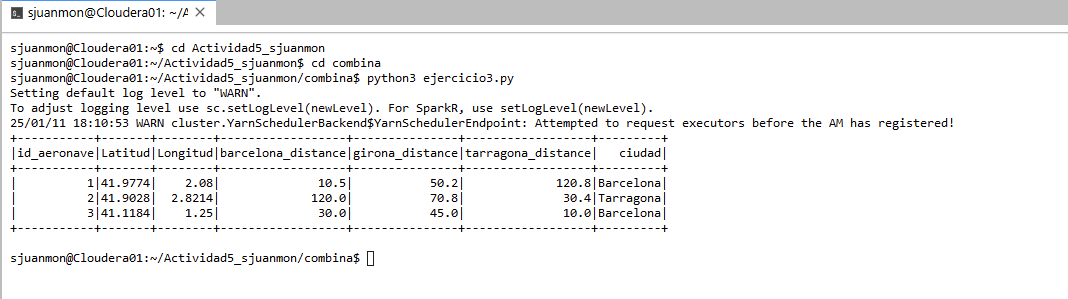 sjuanmon@Cloudera01: ~/A
sjuanmon@Cloudera01:~$ cd Actividad5_sjuanmon
sjuanmon@Cloudera01:~/Actividad5_sjuanmon$ cd combina
sjuanmon@Cloudera01:~/Actividad5_sjuanmon/combina$ python3 ejercicio3.py
Setting default log level to "WARN".
To adjust logging level use sc.setLogLevel(newLevel). For SparkR, use setLogLevel(newLevel).
25/01/11 18:10:53 WARN cluster.YarnSchedulerBackend$YarnSchedulerEndpoint: Attempted to request executors before the AM has registered!
+-----------+-------+--------+------------------+---------------+------------------+---------+
|id_aeronave|Latitud|Longitud|barcelona_distance|girona_distance|tarragona_distance|   ciudad|
+-----------+-------+--------+------------------+---------------+------------------+---------+
|          1|41.9774|    2.08|              10.5|           50.2|             120.8|Barcelona|
|          2|41.9028|  2.8214|             120.0|           70.8|              30.4|Tarragona|
|          3|41.1184|    1.25|              30.0|           45.0|              10.0|Barcelona|
+-----------+-------+--------+------------------+---------------+------------------+---------+
sjuanmon@Cloudera01:~/Actividad5_sjuanmon/combina$